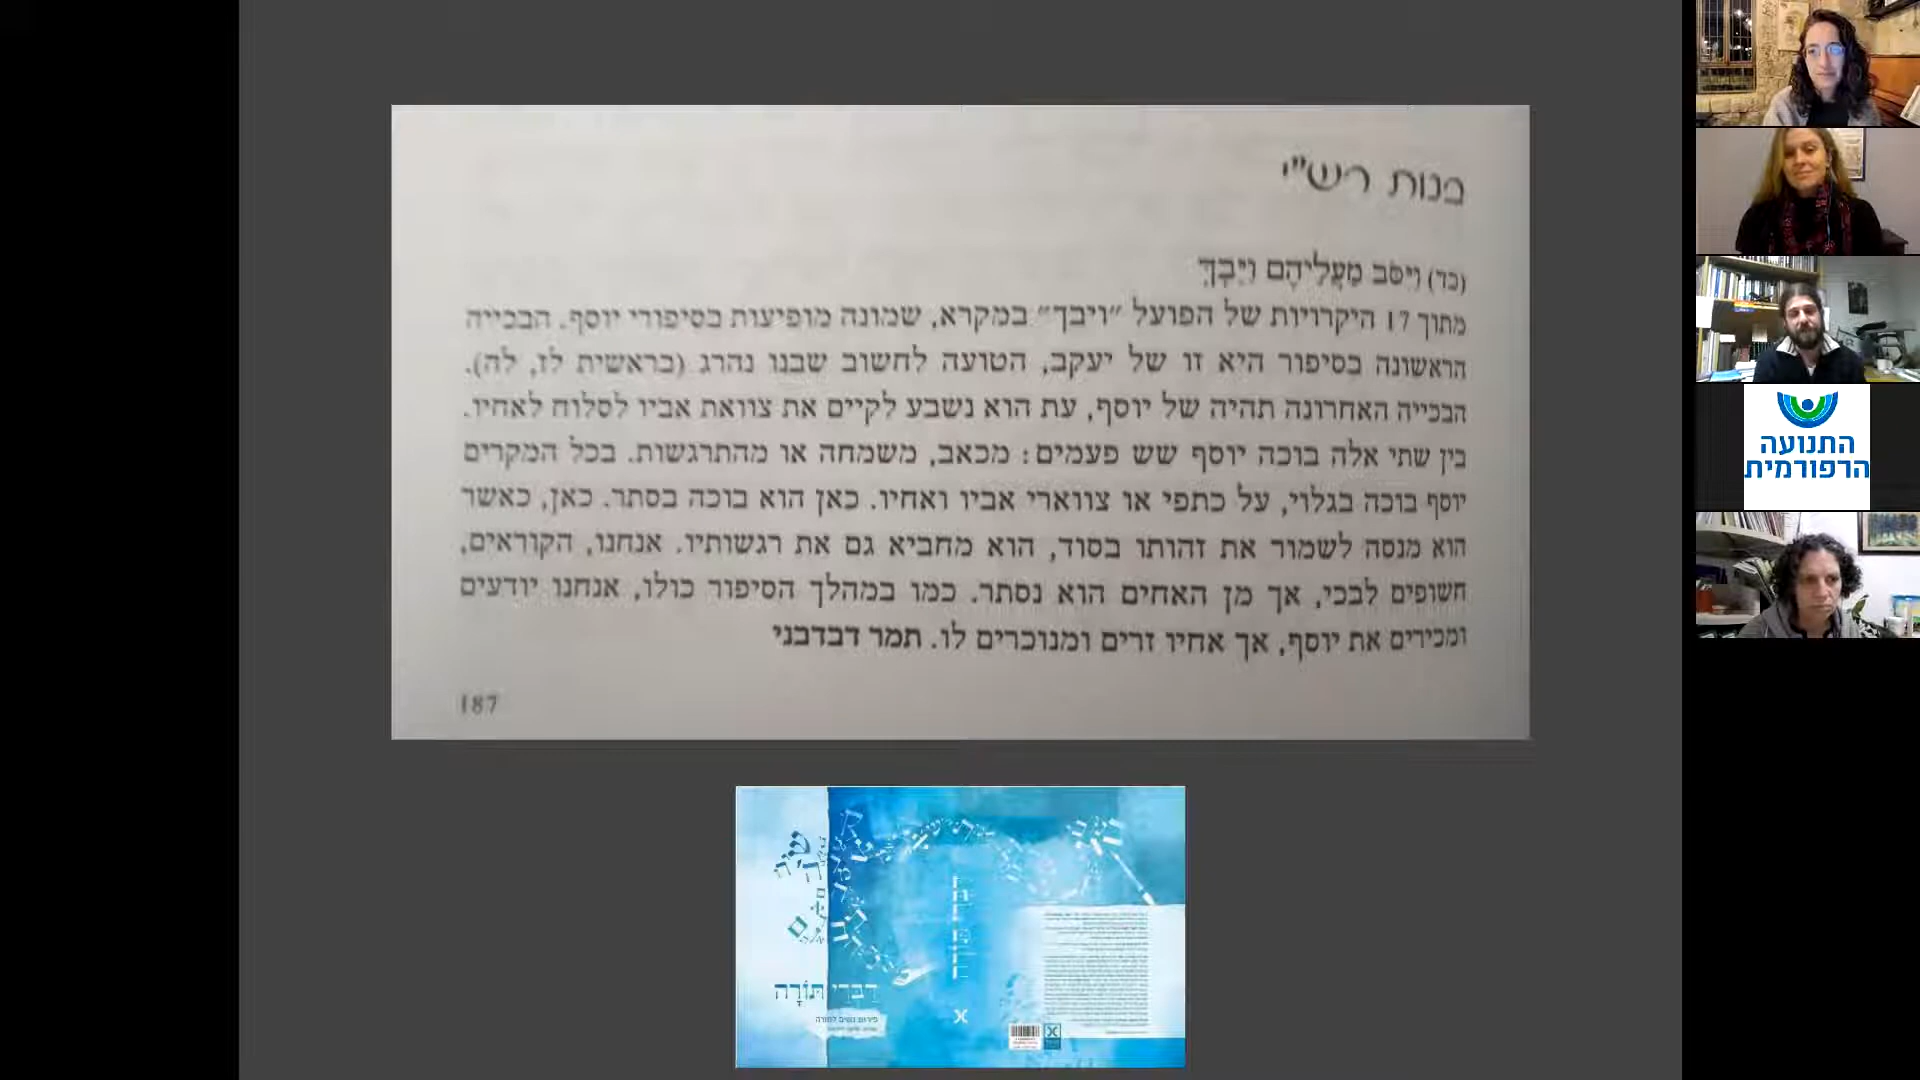 בנות רש"י
(כד) וַיִּסֹּב מֵעֲלֵיהֶם וַיֵּבְךְּ
מתוך 17 היקרויות של הפועל ״ויבך״ במקרא, שמונה מופיעות בסיפורי יוסף. הבכייה
הראשונה בסיפור היא זו של יעקב, הטועה לחשוב שבנו נהרג (בראשית לז, לה).
הבכייה האחרונה תהיה של יוסף, עת הוא נשבע לקיים את צוואת אביו לסלוח לאחיו.
בין שתי אלה בוכה יוסף שש פעמים: מכאב, משמחה או מהתרגשות. בכל המקרים
יוסף בוכה בגלוי, על כתפי או צווארי אביו ואחיו. כאן הוא בוכה בסתר. כאן, כאשר
הוא מנסה לשמור את זהותו בסוד, הוא מחביא גם את רגשותיו. אנחנו, הקוראים,
חשופים לבכי, אך מן האחים הוא נסתר. כמו במהלך הסיפור כולו, אנחנו יודעים
ומכירים את יוסף, אך אחיו זרים ומנוכרים לו. תמר דבדבני
187
דִּבְרֵי תּוֹרָה
פירוש נשים לתורה
התנועה
הרפורמית